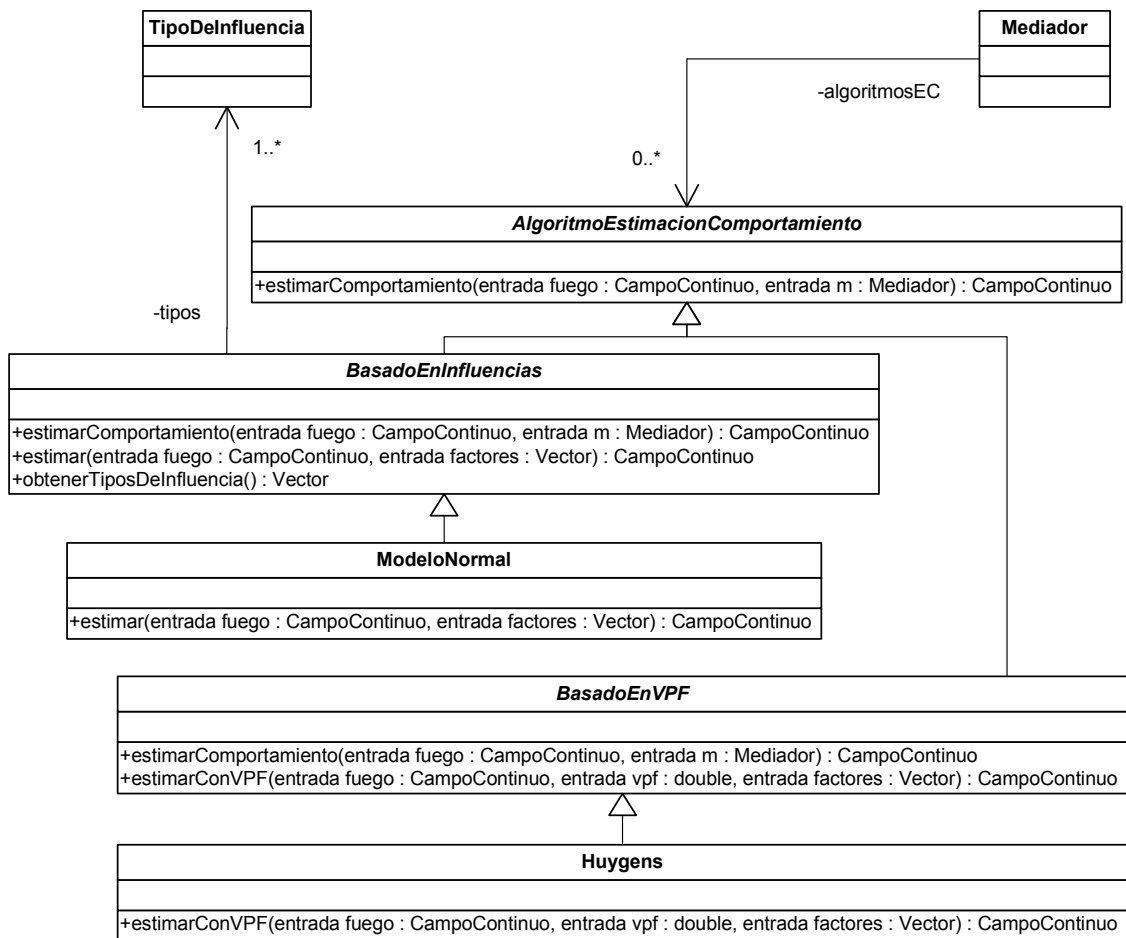 TipoDeInfluencia
Mediador
-algoritmosEC
1..*
0..*
AlgoritmoEstimacionComportamiento
+estimarComportamiento(entrada fuego : CampoContinuo, entrada m : Mediador) : CampoContinuo
-tipos
BasadoEnInfluencias
+estimarComportamiento(entrada fuego : CampoContinuo, entrada m : Mediador) : CampoContinuo
+estimar(entrada fuego : CampoContinuo, entrada factores : Vector) : CampoContinuo
+obtenerTiposDeInfluencia() : Vector
ModeloNormal
+estimar(entrada fuego : CampoContinuo, entrada factores : Vector) : CampoContinuo
BasadoEnVPF
+estimarComportamiento(entrada fuego : CampoContinuo, entrada m : Mediador) : CampoContinuo
+estimarConVPF(entrada fuego : CampoContinuo, entrada vpf : double, entrada factores : Vector) : CampoContinuo
Huygens
+estimarConVPF(entrada fuego : CampoContinuo, entrada vpf : double, entrada factores : Vector) : CampoContinuo